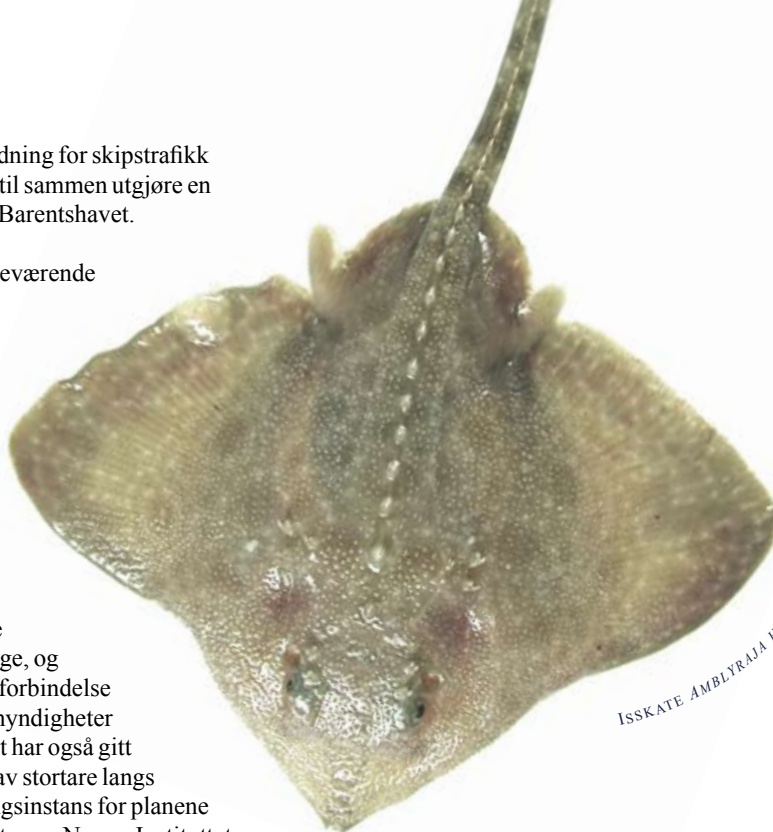 dning for skipstrafikk
til sammen utgjøre en
Barentshavet.
eværende
e
ge, og
forbindelse
nyndigheter
t har også gitt
av stortare langs
gsinstans for planene
Isskate Amblyraja